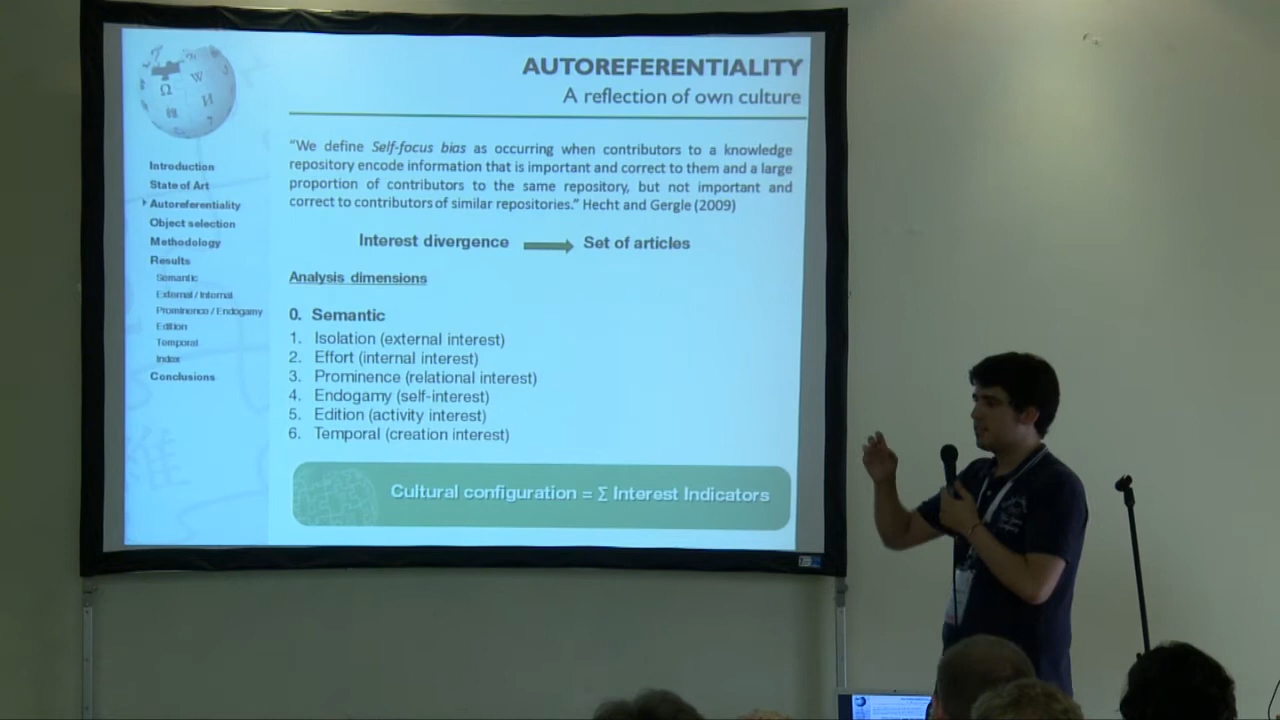 AUTOREFERENTIALITY
A reflection of own culture
Introduction
State of Art
Autoreferentiality
Object selection
Methodology
Results
Semantic
External / Internal
Prominence / Endogamy
Edition
Temporal
Index
Conclusions
"We define Self-focus bias as occurring when contributors to a knowledge
repository encode information that is important and correct to them and a large
proportion of contributors to the same repository, but not important and
correct to contributors of similar repositories." Hecht and Gergle (2009)
Interest divergence
Set of articles
Analysis dimensions
0. Semantic
1. Isolation (external interest)
2. Effort (internal interest)
3. Prominence (relational interest)
4. Endogamy (self-interest)
5. Edition (activity interest)
6. Temporal (creation interest)
Cultural configuration = ∑ Interest Indicators